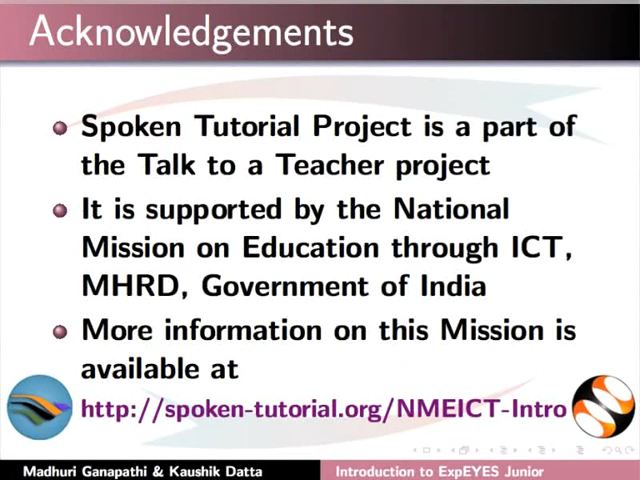 Acknowledgements
Spoken Tutorial Project is a part of
the Talk to a Teacher project
It is supported by the National
Mission on Education through ICT,
MHRD, Government of India
More information on this Mission is
available at
http://spoken-tutorial.org/NMEICT-Intro
Madhuri Ganapathi & Kaushik Datta
Introduction to ExpEYES Junior